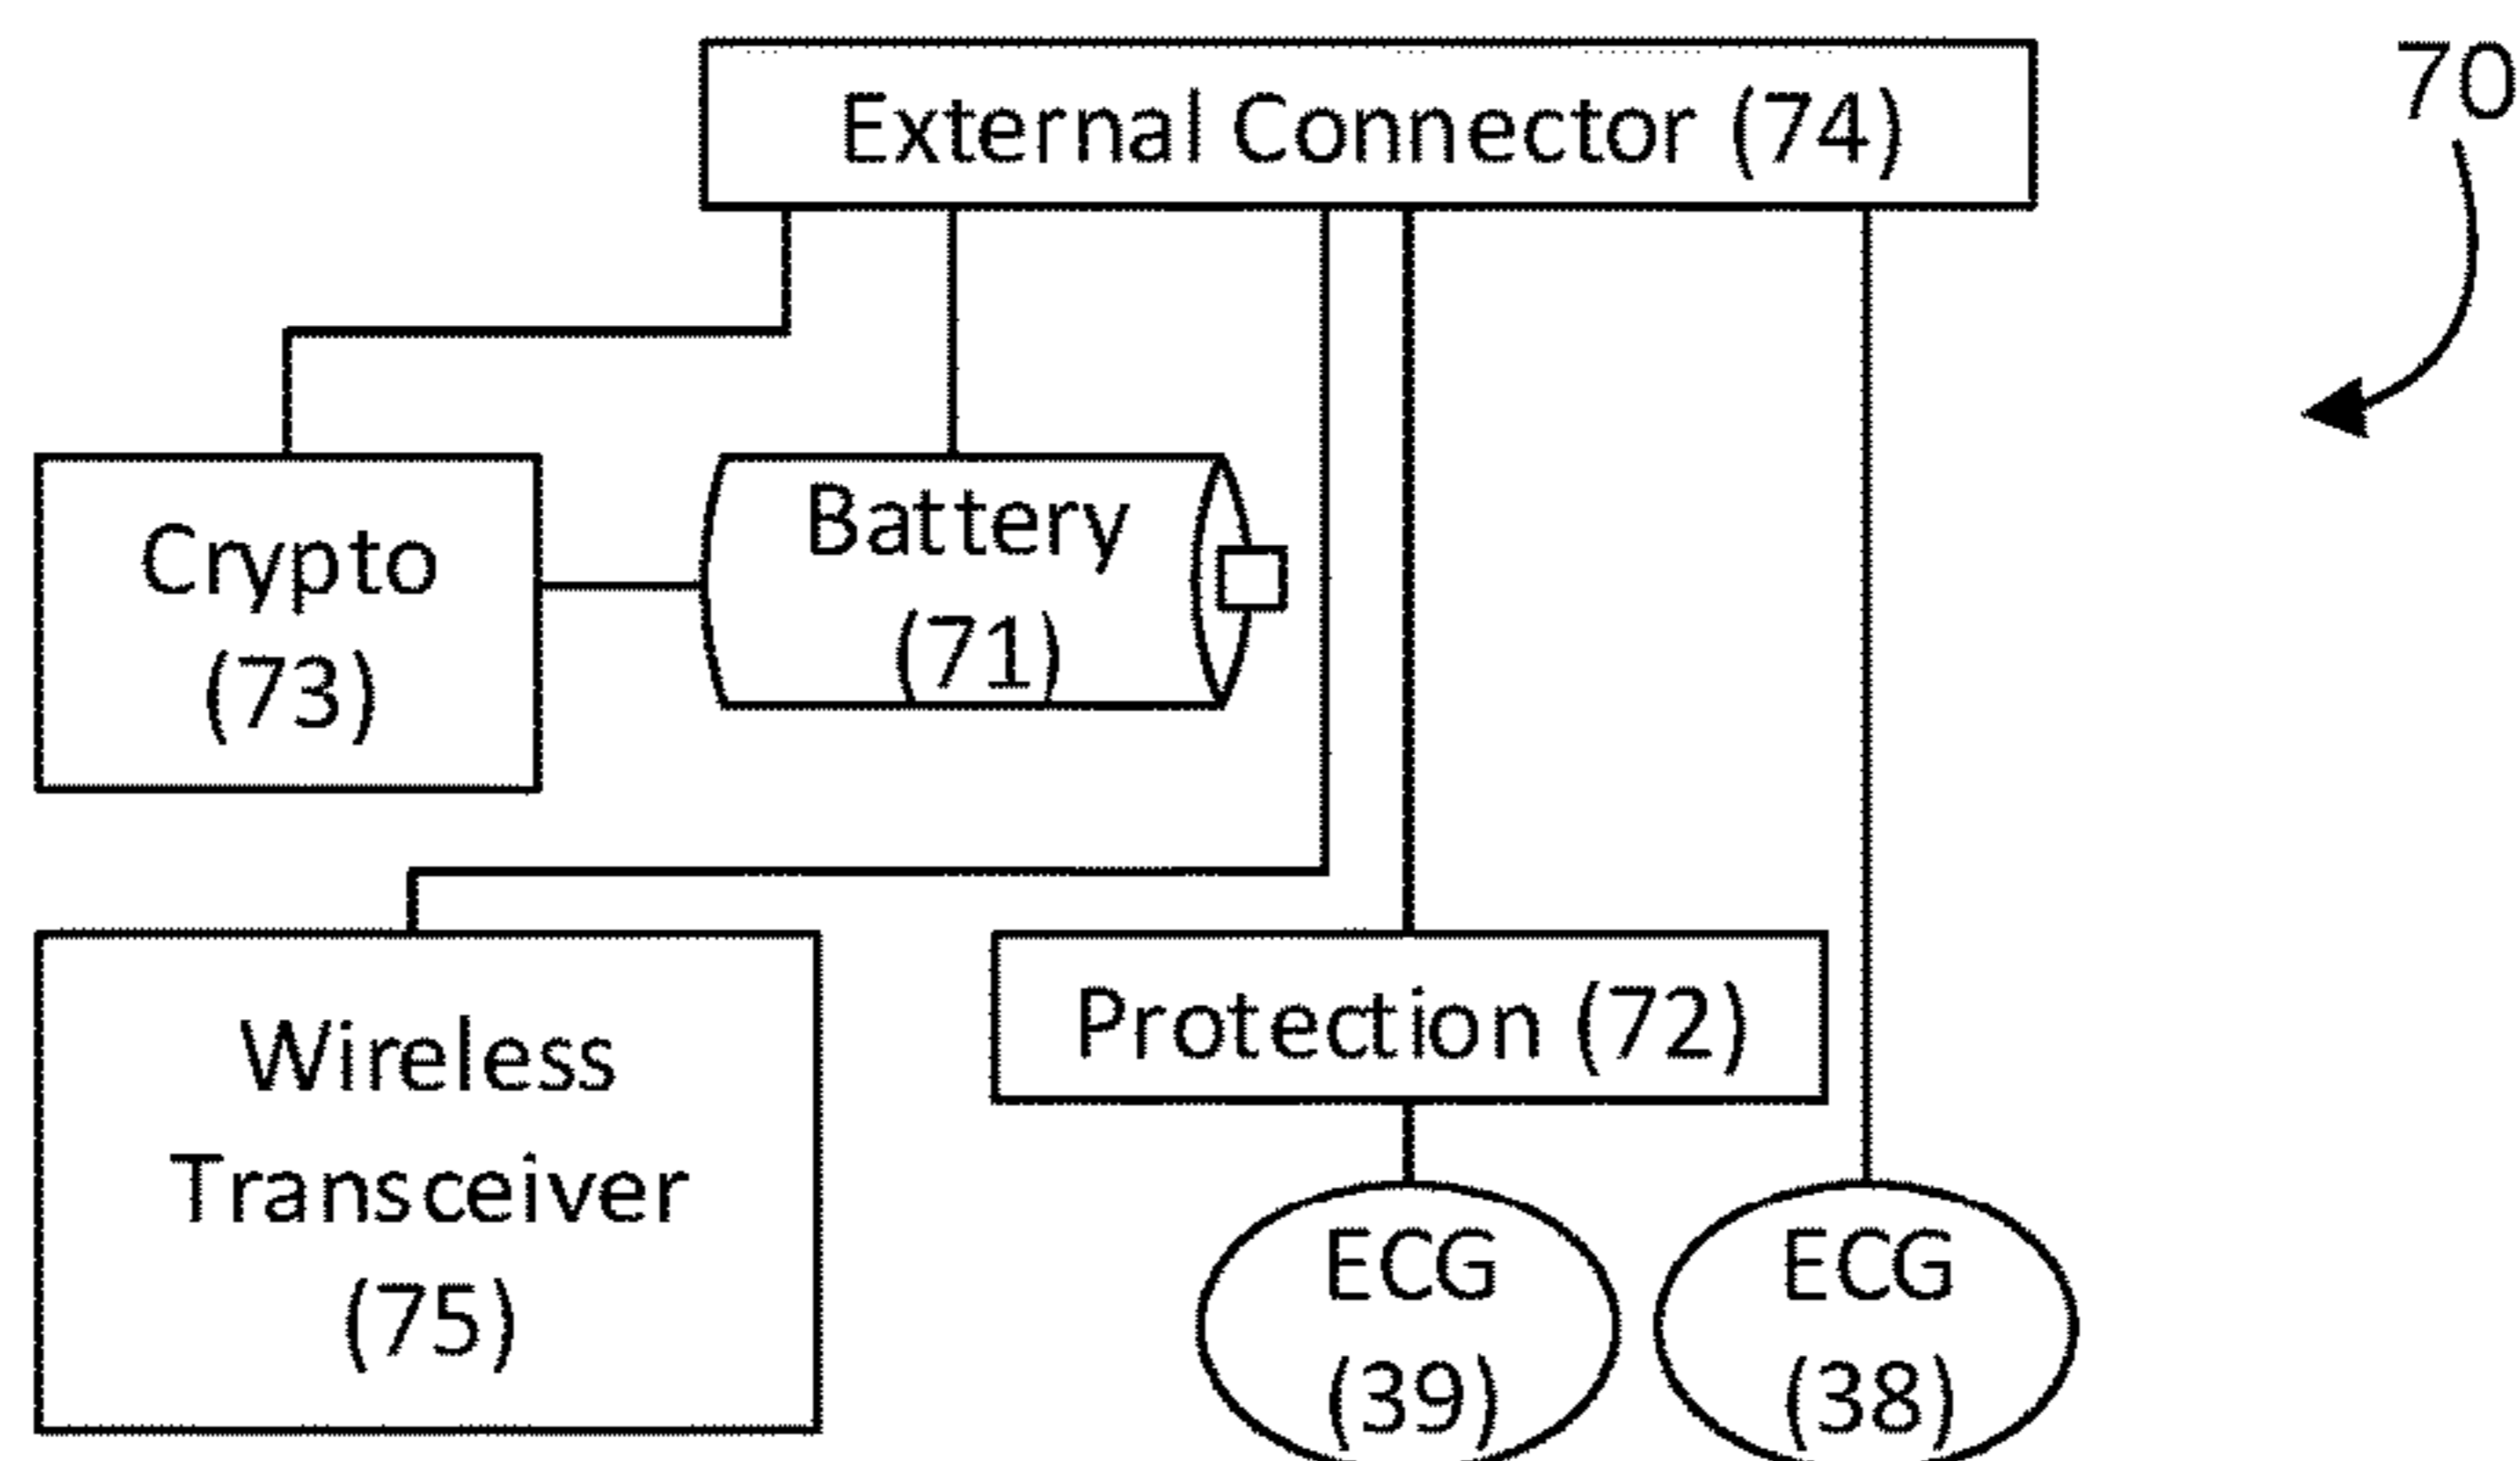 External Connector (74)
70
Crypto
(73)
Battery
(71)
Wireless
Transceiver
(75)
Protection (72)
ECG
(39)
ECG
(38)